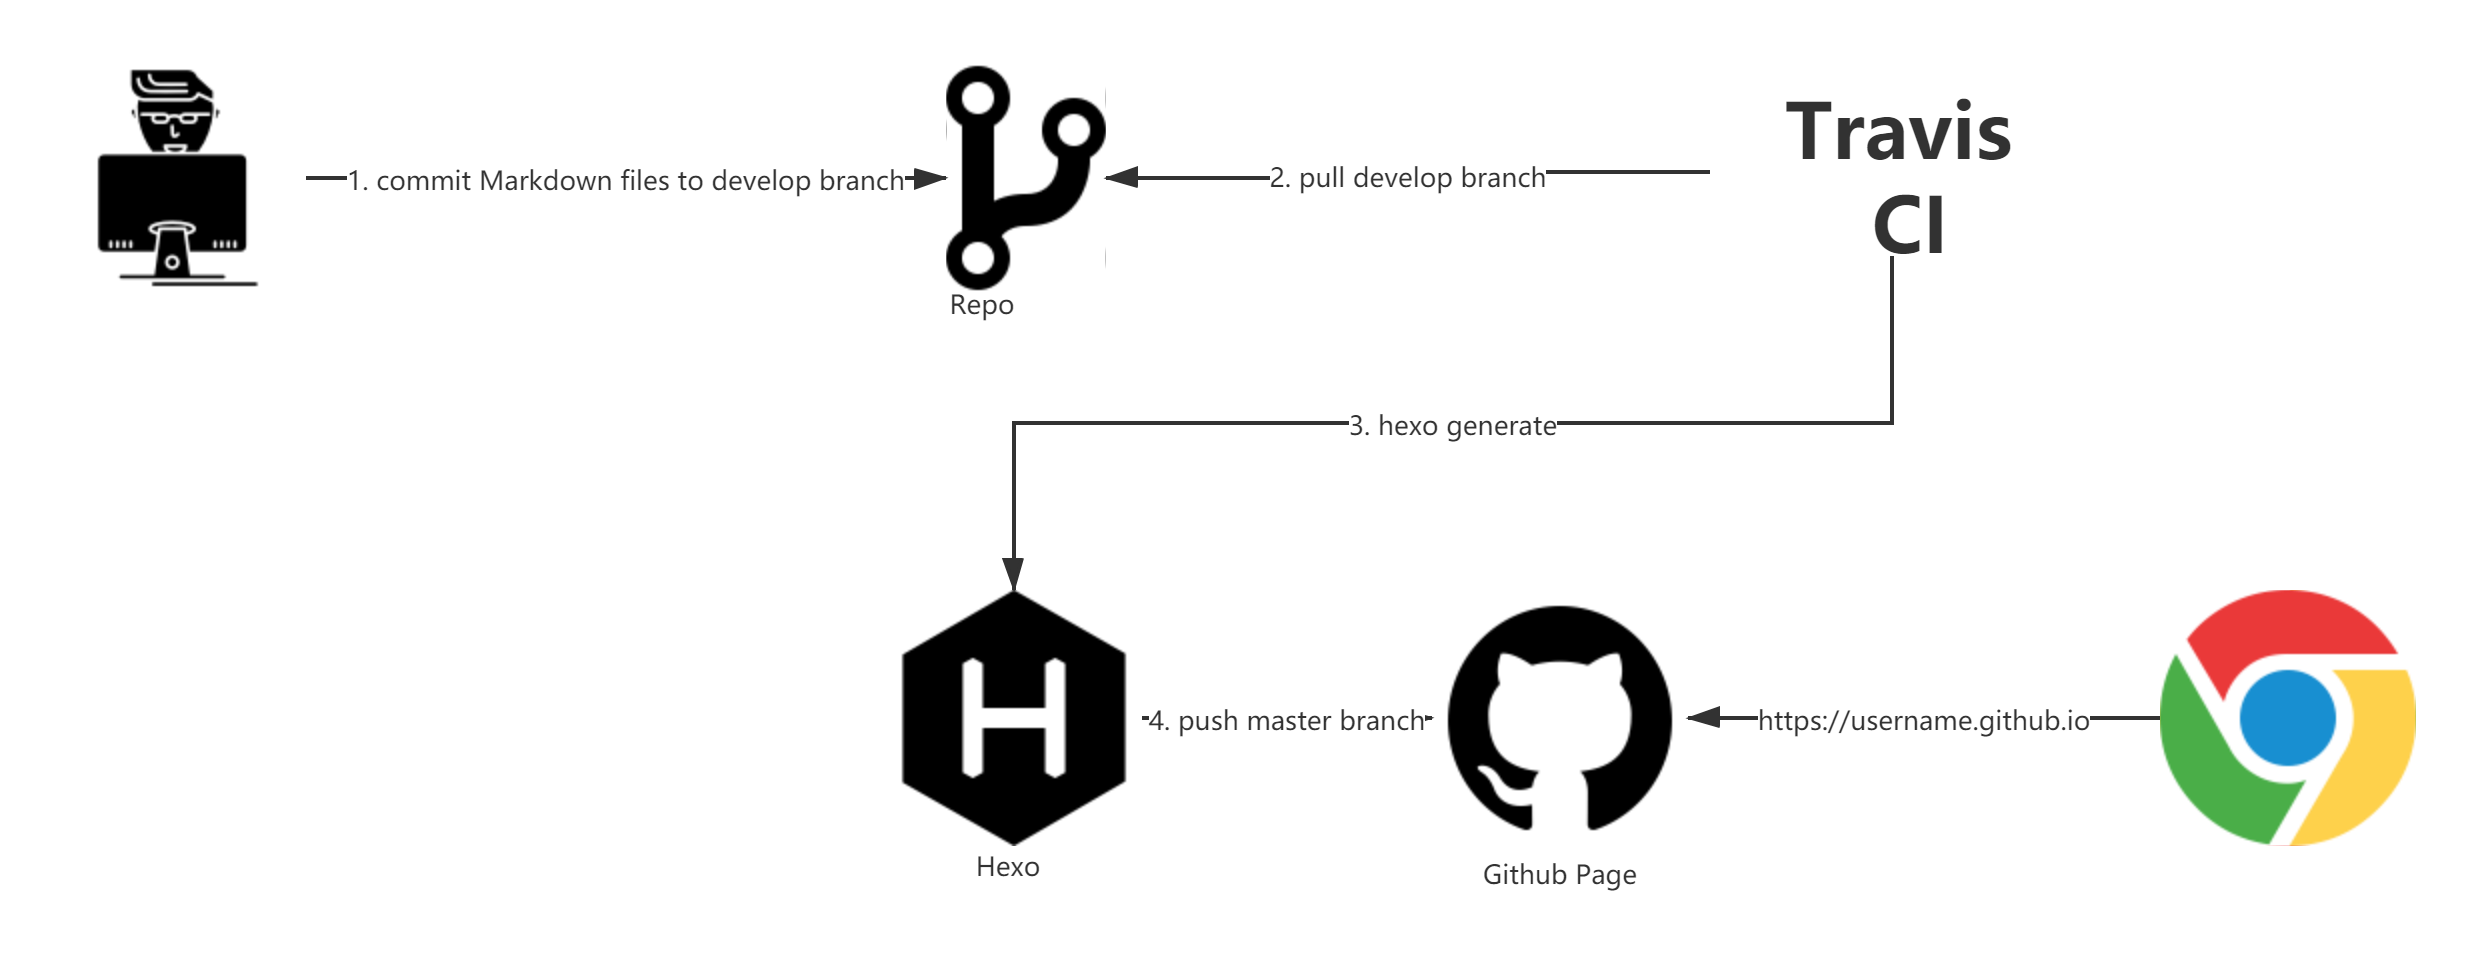 1. commit Markdown files to develop branch
Repo
2. pull develop branch
Travis
CI
3. hexo generate
Hexo
4. push master branch
Github Page
https://username.github.io